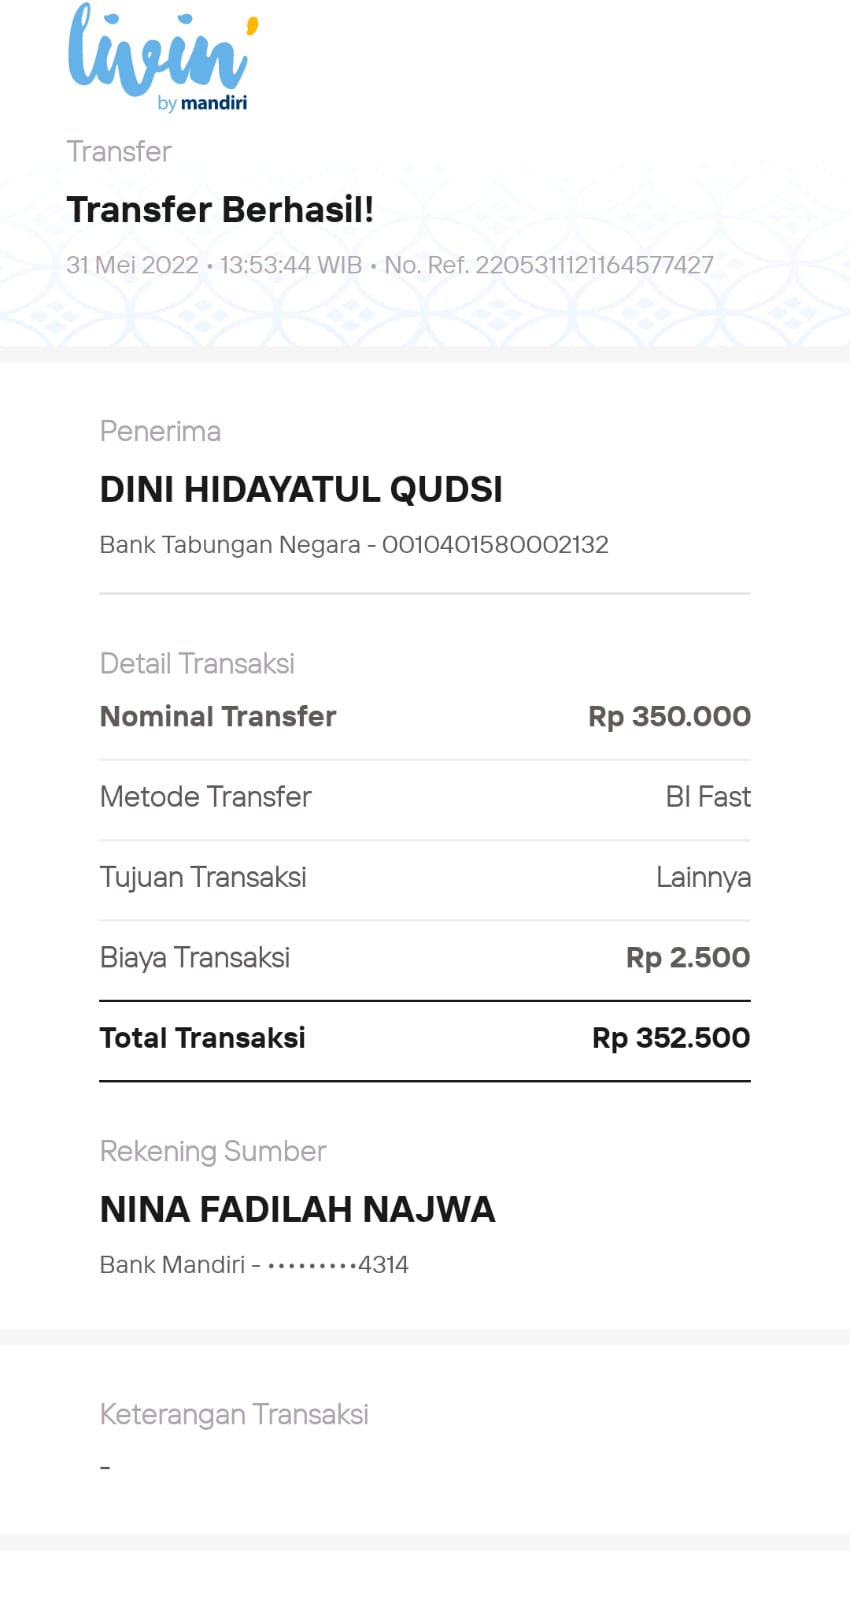 livin'
by mandiri
Transfer
Transfer Berhasil!
31 Mei 2022 • 13:53:44 WIB • No. Ref. 2205311121164577427
Penerima
DINI HIDAYATUL QUDSI
Bank Tabungan Negara - 0010401580002132
Detail Transaksi
Nominal Transfer Rp 350.000
Metode Transfer BI Fast
Tujuan Transaksi Lainnya
Biaya Transaksi Rp 2.500
Total Transaksi Rp 352.500
Rekening Sumber
NINA FADILAH NAJWA
Bank Mandiri - •••••••••4314
Keterangan Transaksi
-